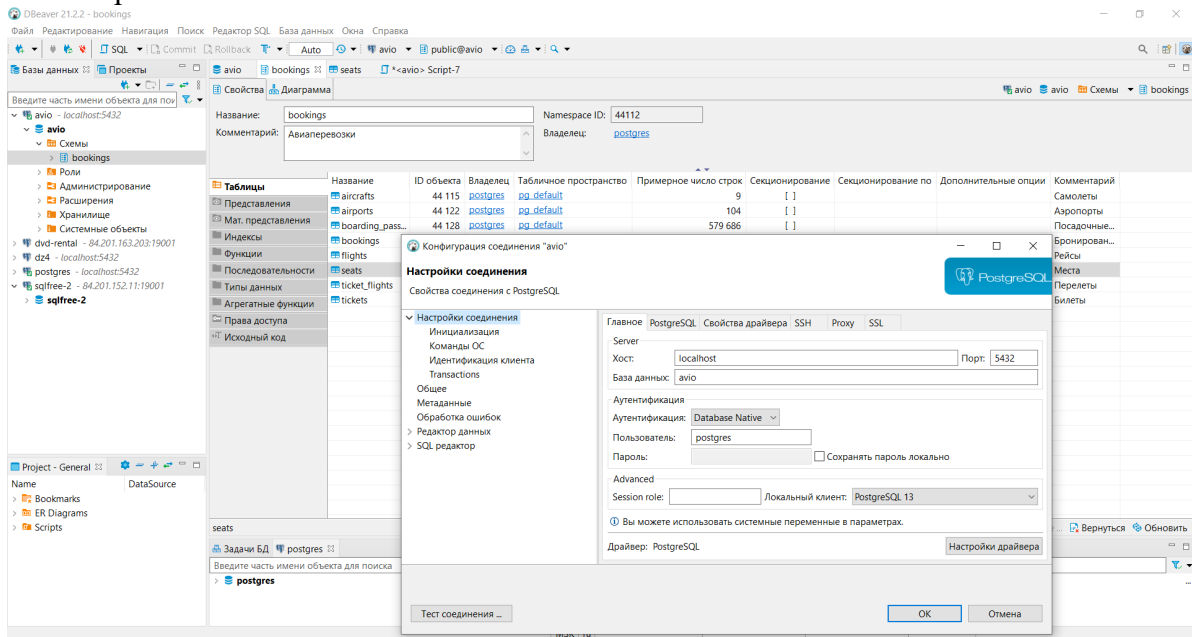 DBeaver 21.2.2 - bookings
Файл Редактирование Навигация Поиск Редактор SQL База данных Окна Справка
SQL Commit Rollback Auto avio public@avio
Базы данных Проекты
avio bookings seats *<avio> Script-7
Свойства Диаграмма
avio avio Схемы bookings
Введите часть имени объекта для пои
avio - localhost:5432
avio
Схемы
bookings
Роли
Администрирование
Расширения
Хранилище
Системные объекты
dvd-rental - 84.201.163.203:19001
dz4 - localhost:5432
postgres - localhost:5432
sqlfree-2 - 84.201.152.11:19001
sqlfree-2
Название: bookings Namespace ID: 44112
Комментарий: Авиаперевозки Владелец: postgres
Таблицы
Представления
Мат. представления
Индексы
Функции
Последовательности
Типы данных
Агрегатные функции
Права доступа
Исходный код
Название ID объекта Владелец Табличное пространство Примерное число строк Секционирование Секционирование по Дополнительные опции Комментарий
aircrafts 44 115 postgres pg_default 9 [ ] Самолеты
airports 44 122 postgres pg_default 104 [ ] Аэропорты
boarding_pass... 44 128 postgres pg_default 579 686 [ ] Посадочные...
bookings Бронирован...
flights Рейсы
seats Места
ticket_flights Перелеты
tickets Билеты
Конфигурация соединения "avio"
Настройки соединения
Свойства соединения с PostgreSQL
PostgreSQL
Настройки соединения
Инициализация
Команды ОС
Идентификация клиента
Transactions
Общее
Метаданные
Обработка ошибок
Редактор данных
SQL редактор
Главное PostgreSQL Свойства драйвера SSH Proxy SSL
Server
Хост: localhost Порт: 5432
База данных: avio
Аутентификация
Аутентификация: Database Native
Пользователь: postgres
Пароль: Сохранять пароль локально
Advanced
Session role: Локальный клиент: PostgreSQL 13
Вы можете использовать системные переменные в параметрах.
Драйвер: PostgreSQL Настройки драйвера
Тест соединения ... ОК Отмена
Project - General
Name DataSource
Bookmarks
ER Diagrams
Scripts
seats
... Вернуться Обновить
Задачи БД postgres
Введите часть имени объекта для поиска
postgres